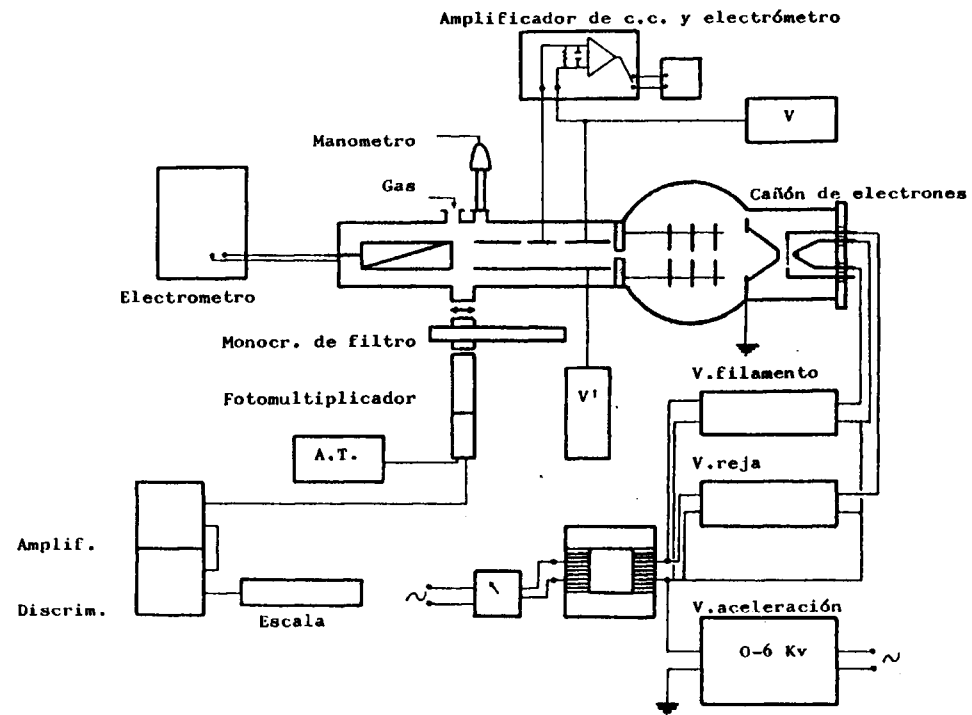 Amplificador de c.c. y electrómetro
V
Manometro
Gas
Cañón de electrones
Electrometro
Monocr. de filtro
V.filamento
Fotomultiplicador
V'
A.T.
V.reja
Amplif.
Discrim.
Escala
V.aceleración
0-6 Kv